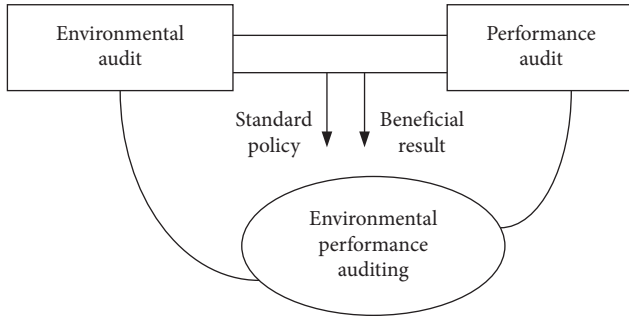 Environmental
audit
Performance
audit
Standard
policy
Beneficial
result
Environmental
performance
auditing